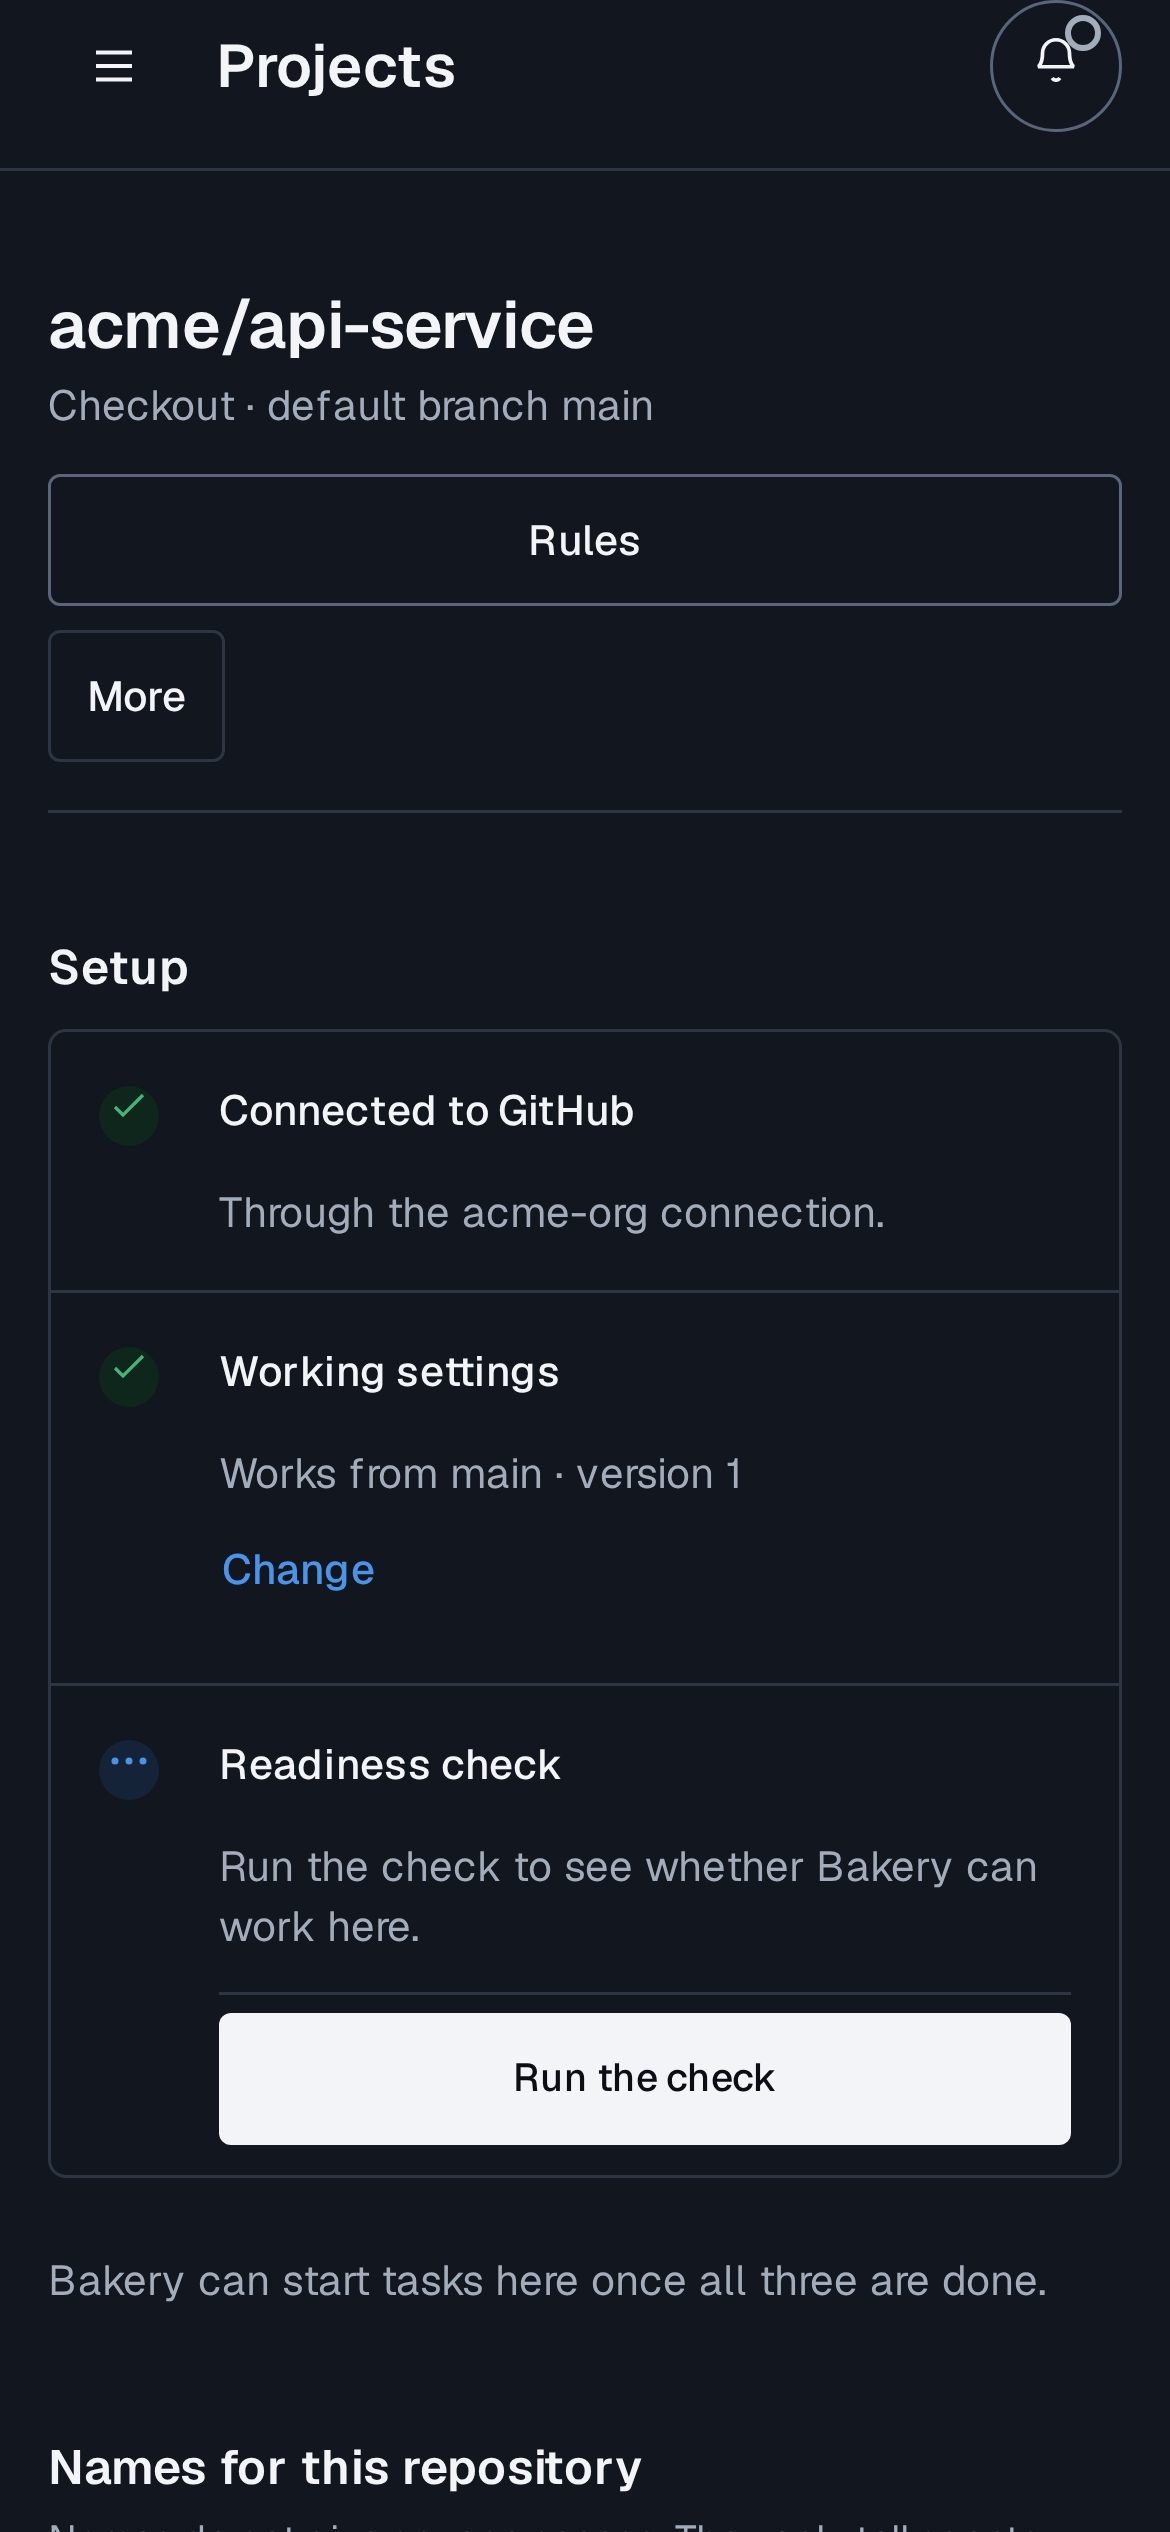 Projects
acme/api-service
Checkout · default branch main
Rules
More
Setup
Connected to GitHub
Through the acme-org connection.
Working settings
Works from main · version 1
Change
Readiness check
Run the check to see whether Bakery can
work here.
Run the check
Bakery can start tasks here once all three are done.
Names for this repository